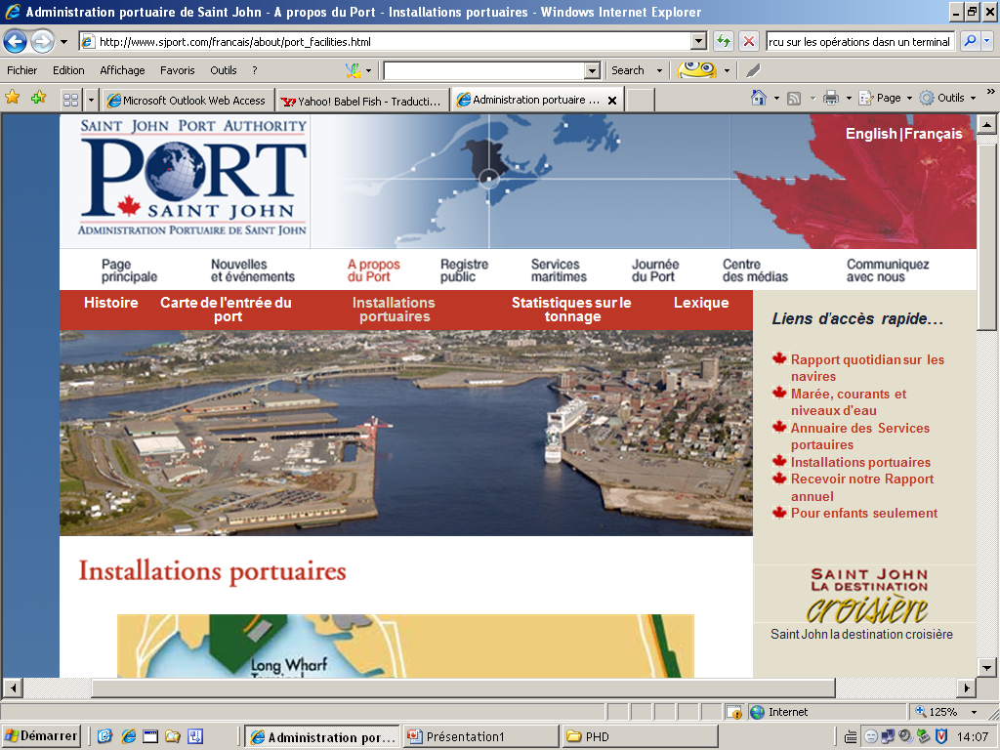 Administration portuaire de Saint John - A propos du Port - Installations portuaires - Windows Internet Explorer
http://www.sjport.com/francais/about/port_facilities.html
rcu sur les opérations dasn un terminal
Fichier Edition Affichage Favoris Outils ?
Search
Microsoft Outlook Web Access
Yahoo! Babel Fish - Traducti...
Administration portuaire ...
Page
Outils
SAINT JOHN PORT AUTHORITY
PORT
SAINT JOHN
ADMINISTRATION PORTUAIRE DE SAINT JOHN
English|Français
Page principale
Nouvelles et événements
A propos du Port
Registre public
Services maritimes
Journée du Port
Centre des médias
Communiquez avec nous
Histoire
Carte de l'entrée du port
Installations portuaires
Statistiques sur le tonnage
Lexique
Liens d'accès rapide...
Rapport quotidien sur les
navires
Marée, courants et
niveaux d'eau
Annuaire des Services
portauires
Installations portuaires
Recevoir notre Rapport
annuel
Pour enfants seulement
Installations portuaires
Long Wharf
Terminal
SAINT JOHN
LA DESTINATION
croisière
Saint John la destination croisière
Internet
125%
Démarrer
Administration por...
Présentation1
PHD
14:07